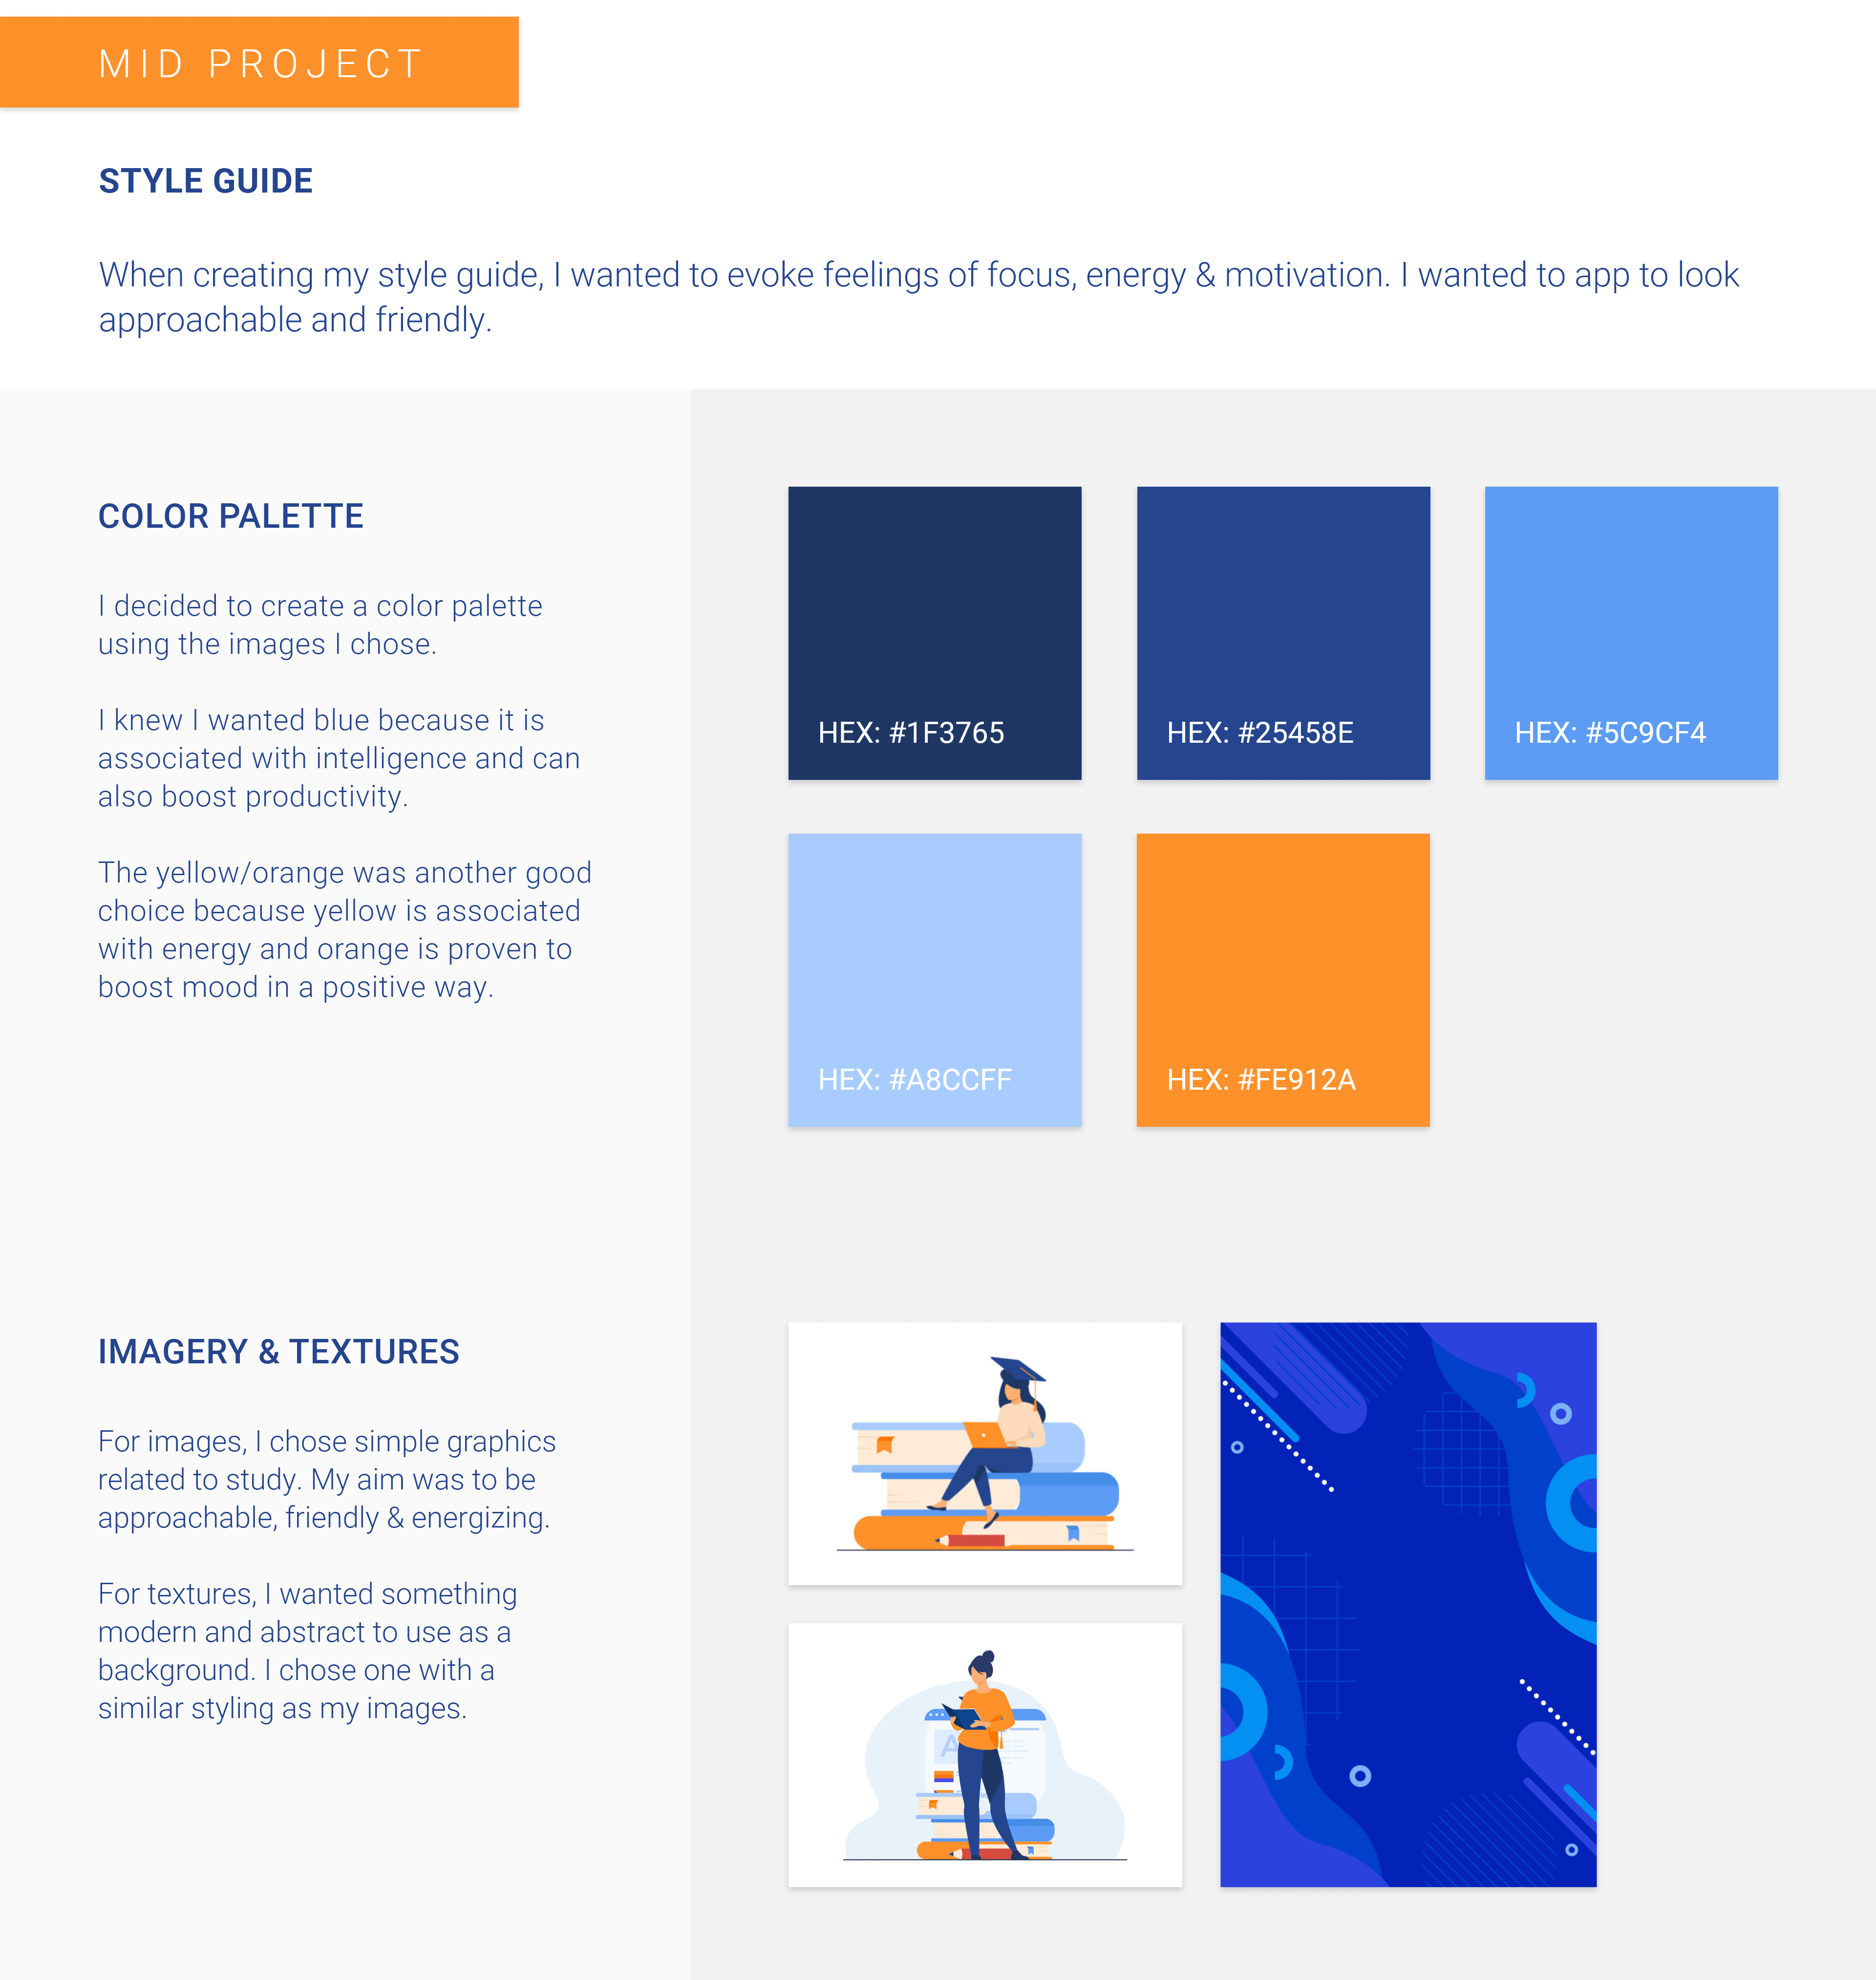 MID PROJECT
STYLE GUIDE
When creating my style guide, I wanted to evoke feelings of focus, energy & motivation. I wanted to app to look
approachable and friendly.
COLOR PALETTE
I decided to create a color palette
using the images I chose.
I knew I wanted blue because it is
associated with intelligence and can
also boost productivity.
The yellow/orange was another good
choice because yellow is associated
with energy and orange is proven to
boost mood in a positive way.
HEX: #1F3765
HEX: #25458E
HEX: #5C9CF4
HEX: #A8CCFF
HEX: #FE912A
IMAGERY & TEXTURES
For images, I chose simple graphics
related to study. My aim was to be
approachable, friendly & energizing.
For textures, I wanted something
modern and abstract to use as a
background. I chose one with a
similar styling as my images.
A